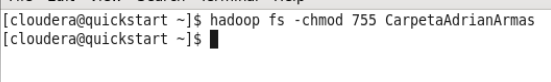 [cloudera@quickstart ~]$ hadoop fs -chmod 755 CarpetaAdrianArmas
[cloudera@quickstart ~]$